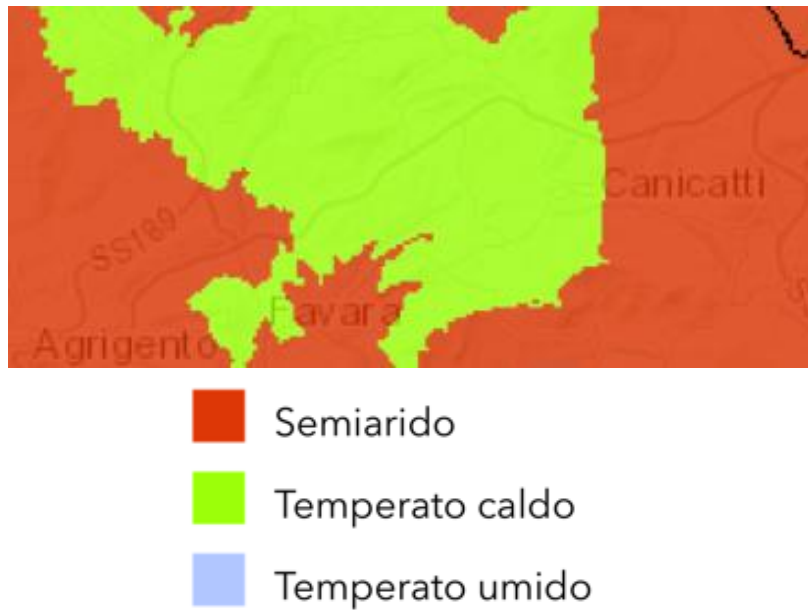 Canicattì
SS189
Favara
Agrigento
S
Semiarido
Temperato caldo
Temperato umido